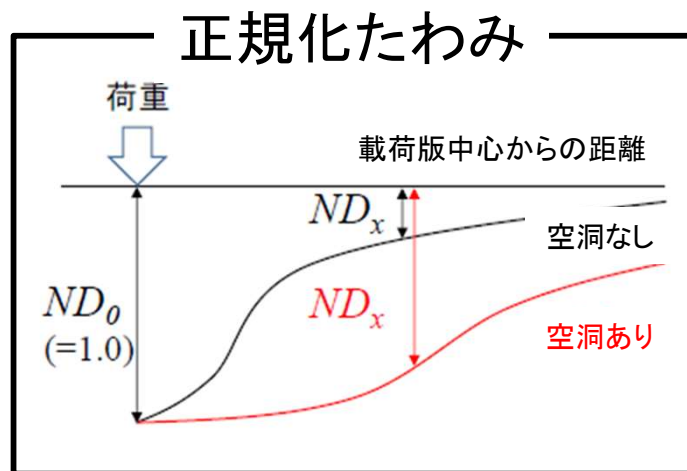 正規化たわみ
荷重
載荷版中心からの距離
NDx
空洞なし
ND0
(=1.0)
NDx
空洞あり